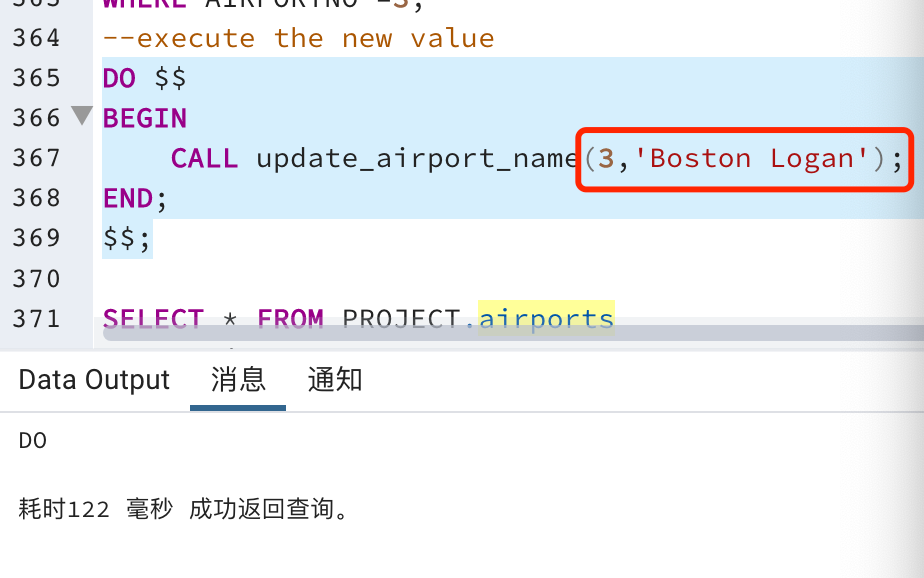 363 WHERE AIRPORTNO =3;
364 --execute the new value
365 DO $$
366 BEGIN
367 CALL update_airport_name(3,'Boston Logan');
368 END;
369 $$;
370
371 SELECT * FROM PROJECT.airports
Data Output 消息 通知
DO
耗时122 毫秒 成功返回查询。